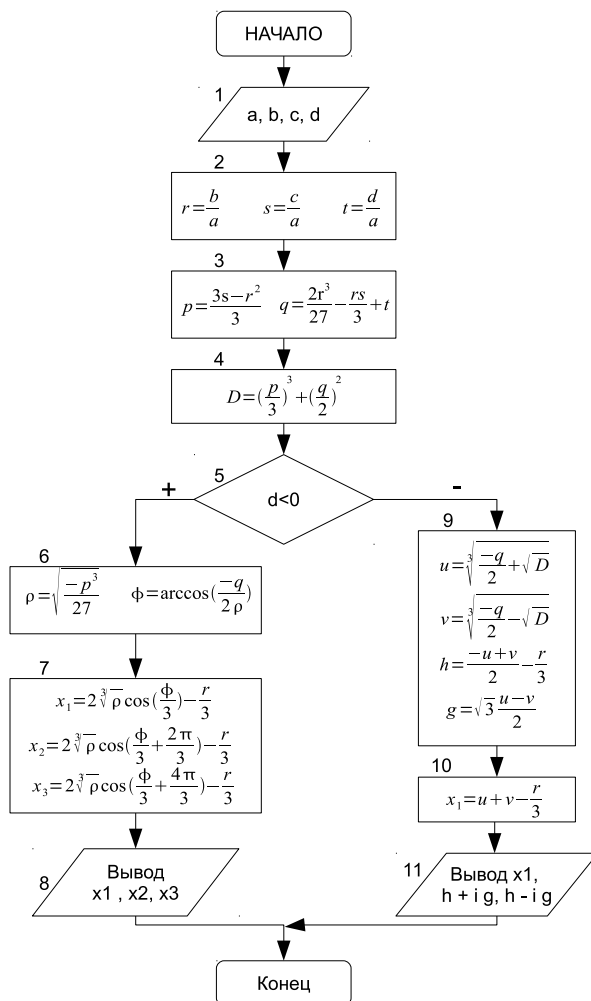 НАЧАЛО
1
a, b, c, d
2
r = b/a s = c/a t = d/a
3
p = (3s−r²)/3 q = 2r³/27 − rs/3 + t
4
D = (p/3)³ + (q/2)²
5
d<0
+
-
6
ρ = √(−p³/27) ϕ = arccos(−q/2ρ)
7
x₁ = 2 ∛ρ cos(ϕ/3) − r/3
x₂ = 2 ∛ρ cos(ϕ/3 + 2π/3) − r/3
x₃ = 2 ∛ρ cos(ϕ/3 + 4π/3) − r/3
8
Вывод
x1 , x2, x3
9
u = ∛(−q/2 + √D)
v = ∛(−q/2 − √D)
h = (−u+v)/2 − r/3
g = √3 (u−v)/2
10
x₁ = u + v − r/3
11
Вывод x1,
h + i g, h - i g
Конец